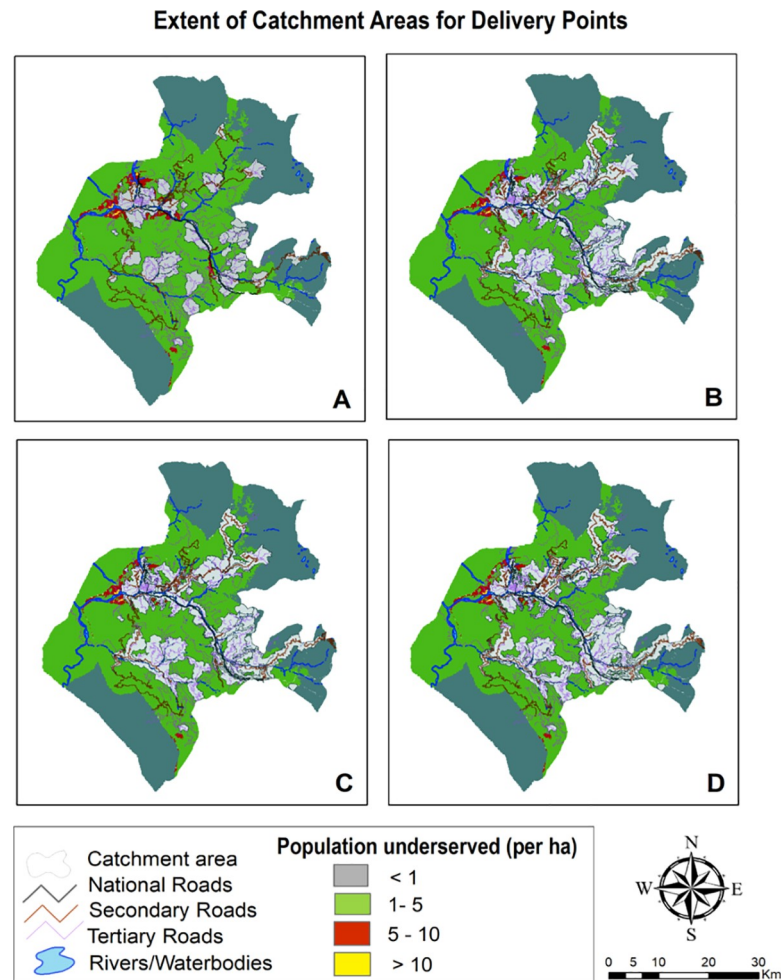 Extent of Catchment Areas for Delivery Points
A
B
C
D
Catchment area
National Roads
Secondary Roads
Tertiary Roads
Rivers/Waterbodies
Population underserved (per ha)
< 1
1- 5
5 - 10
> 10
N
W E
S
0 5 10 20 30
Km